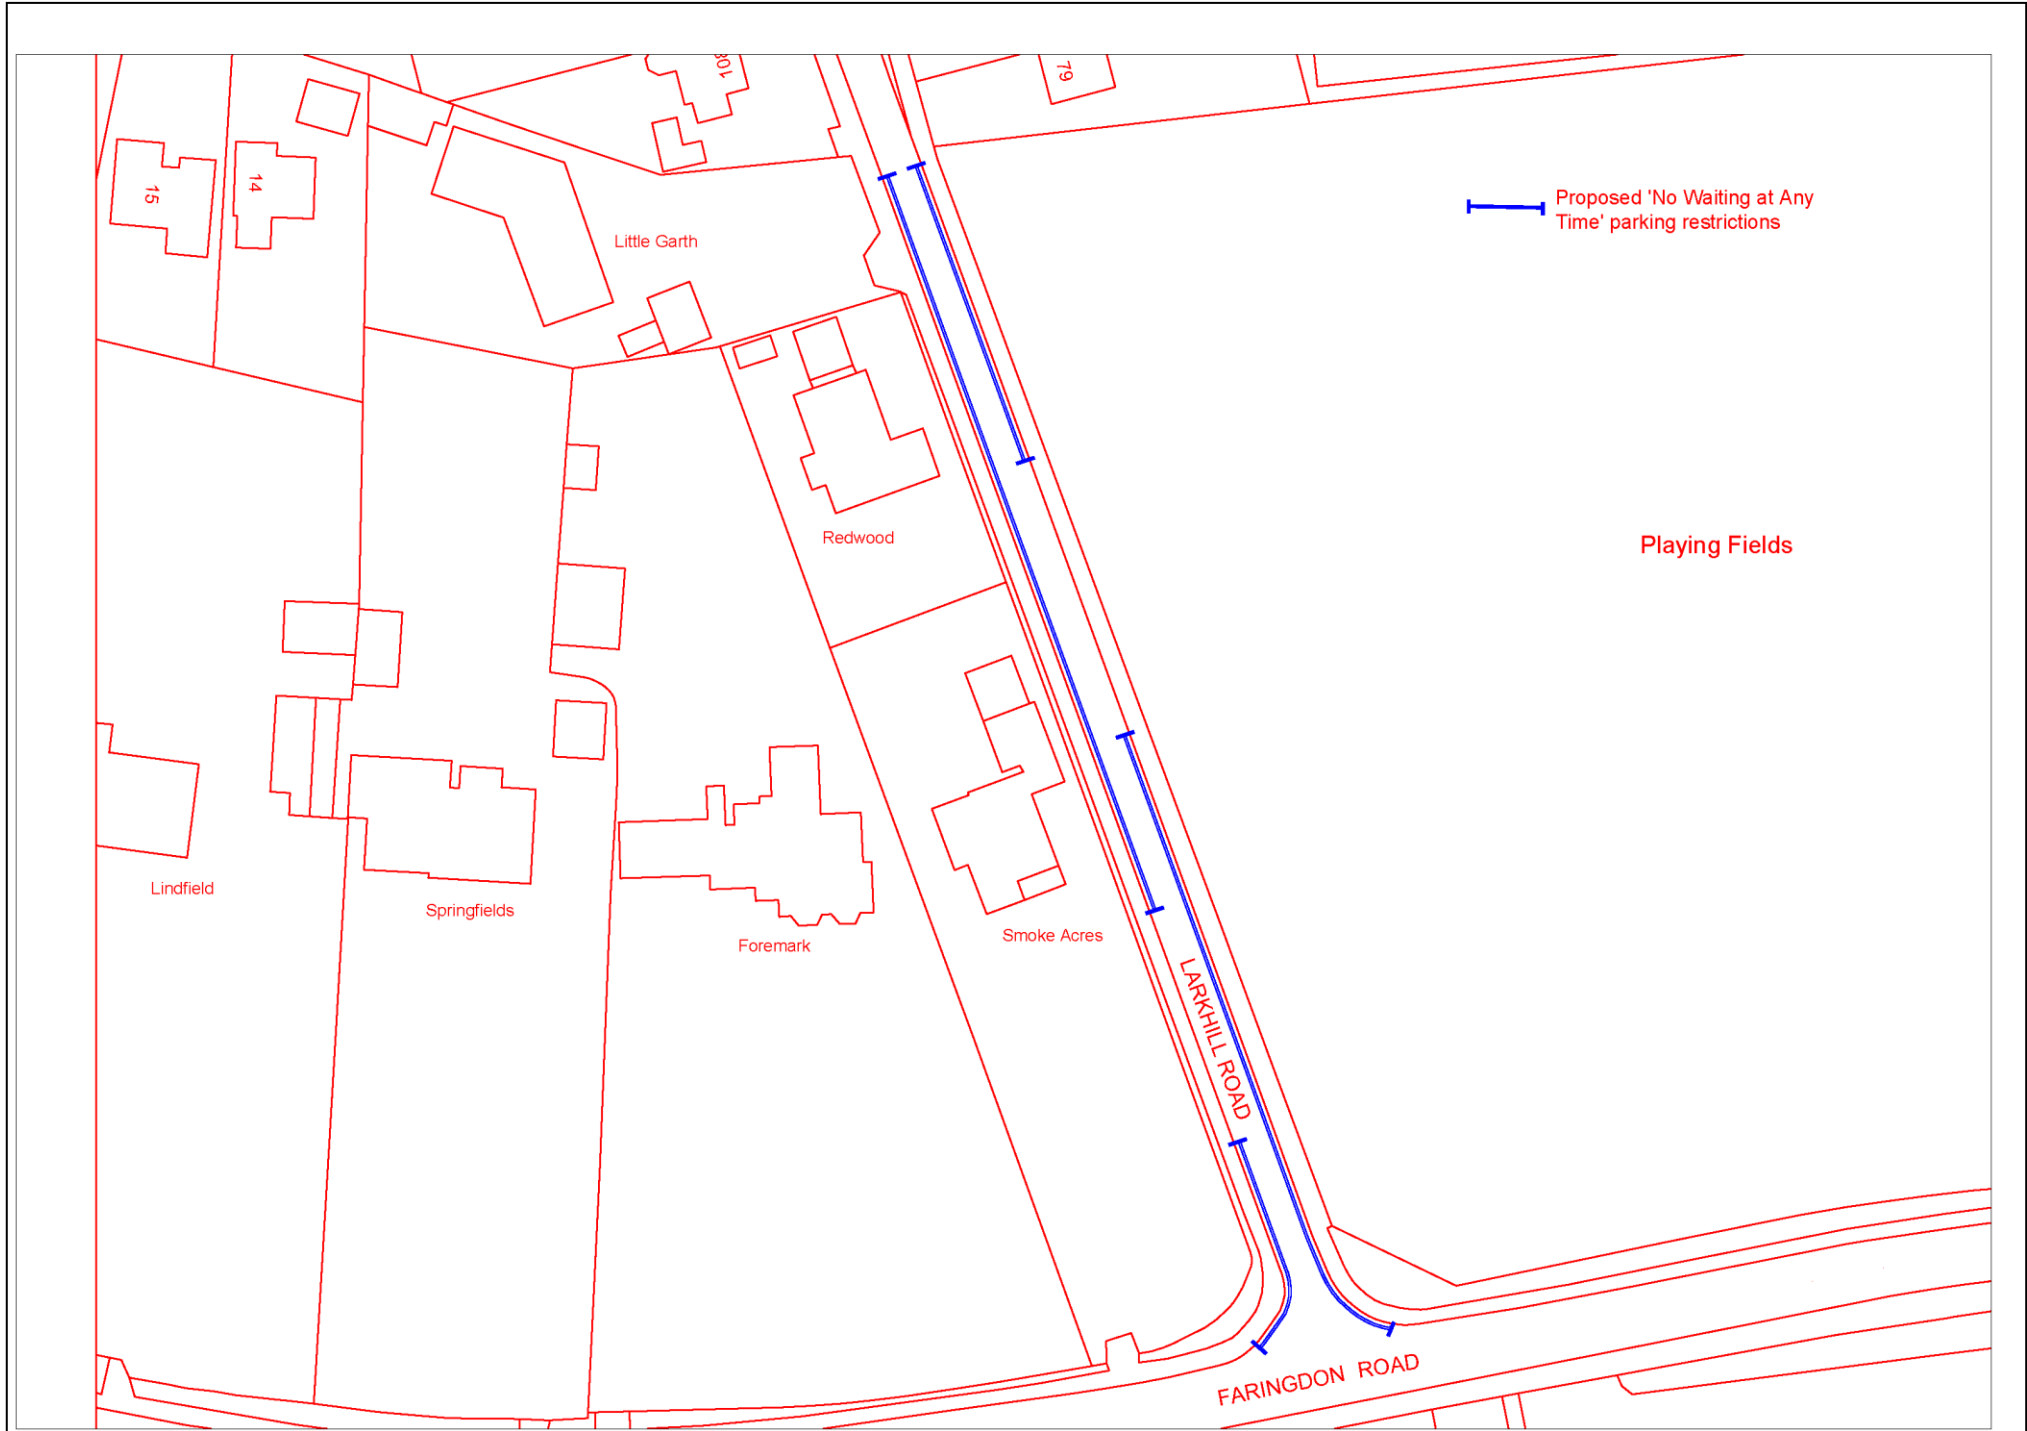 108
79
15
14
Proposed 'No Waiting at Any
Time' parking restrictions
Little Garth
Redwood
Playing Fields
Lindfield
Springfields
Foremark
Smoke Acres
LARKHILL ROAD
FARINGDON ROAD